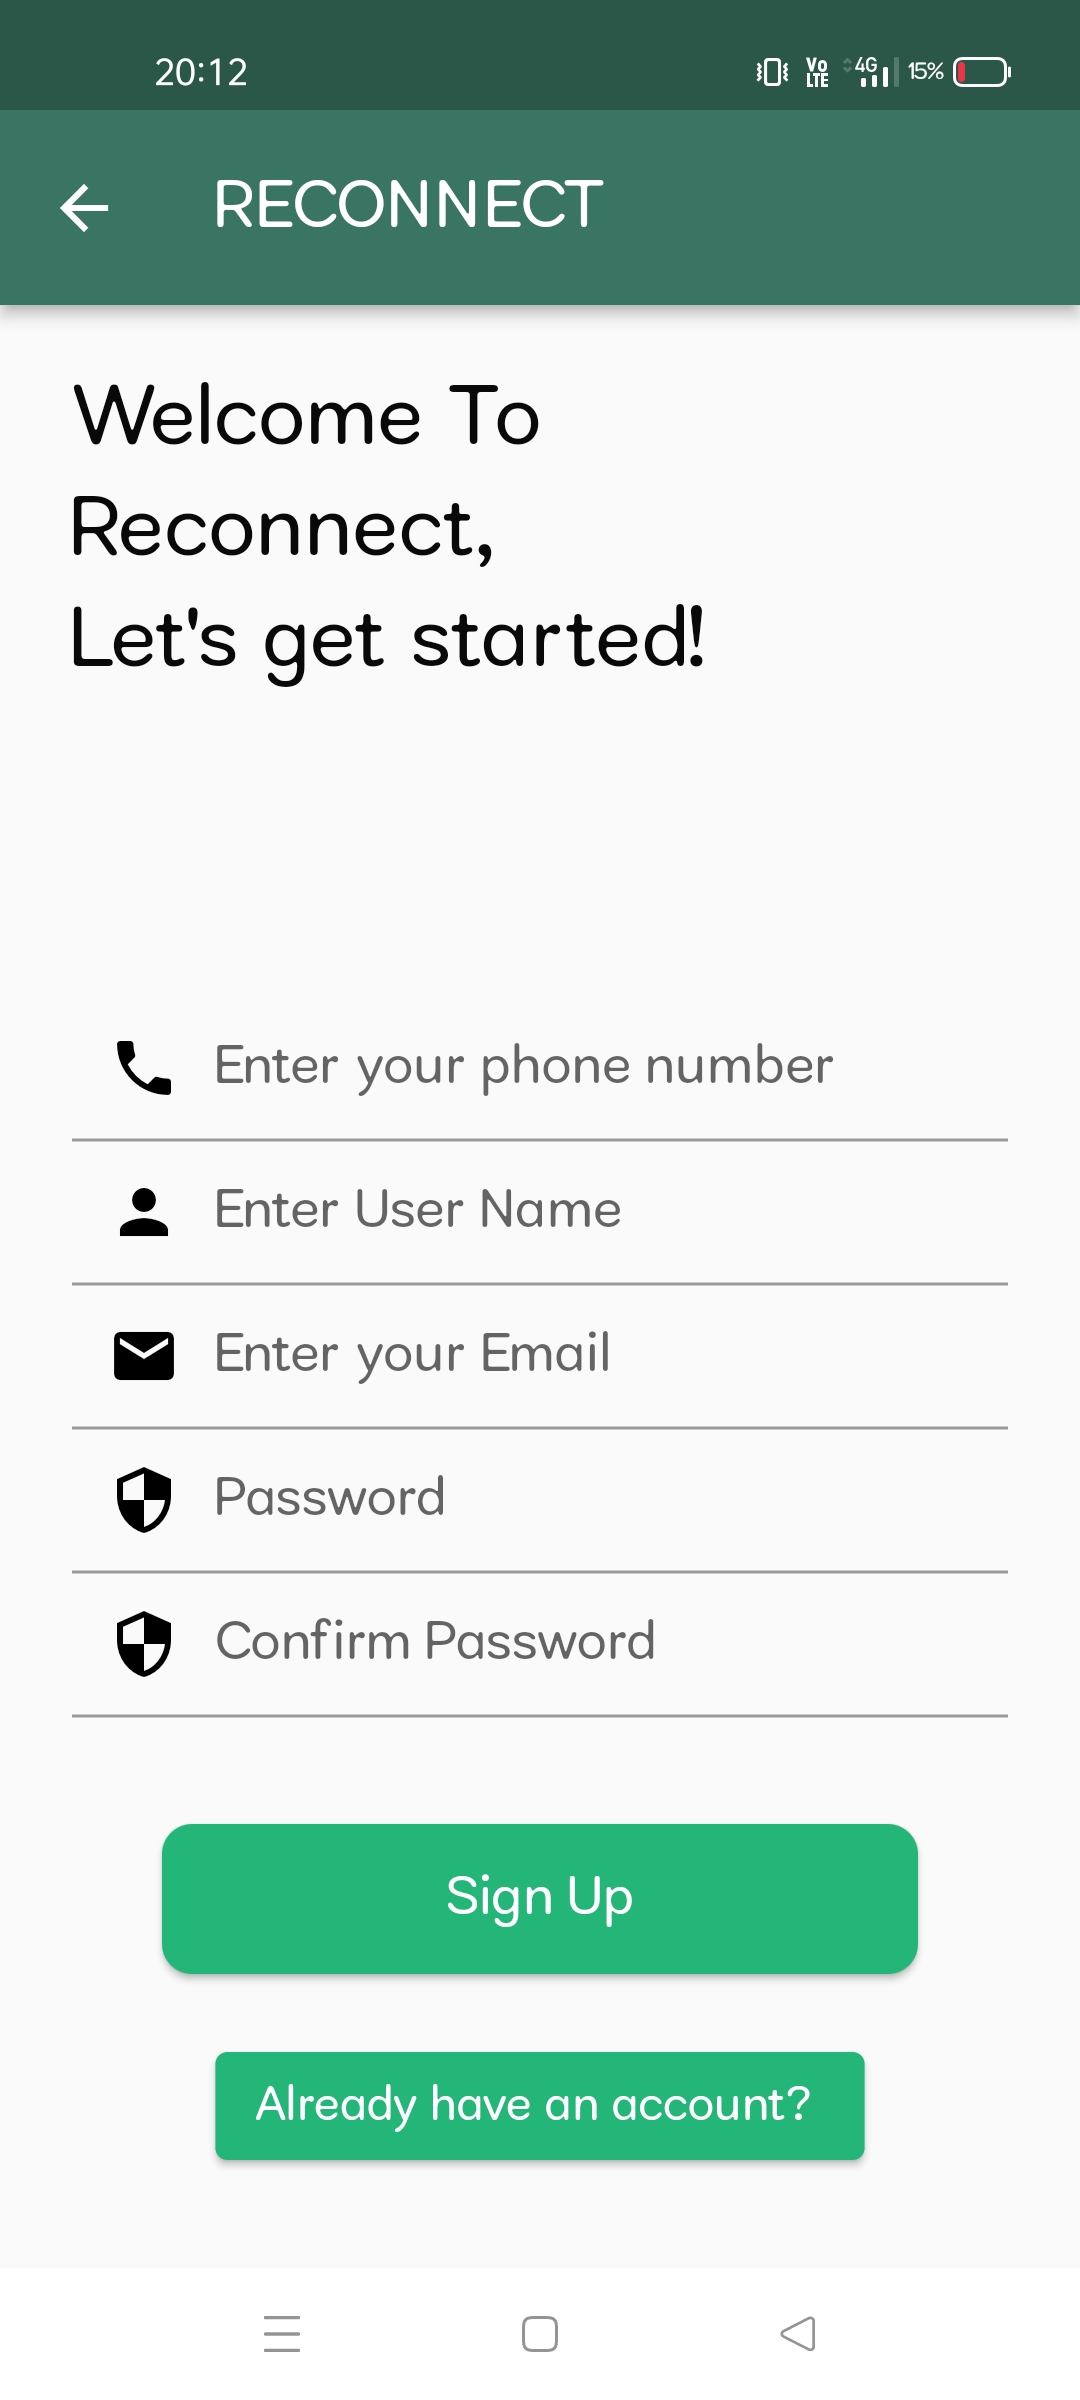 20:12
Vo LTE 4G 15%
RECONNECT
Welcome To
Reconnect,
Let's get started!
Enter your phone number
Enter User Name
Enter your Email
Password
Confirm Password
Sign Up
Already have an account?